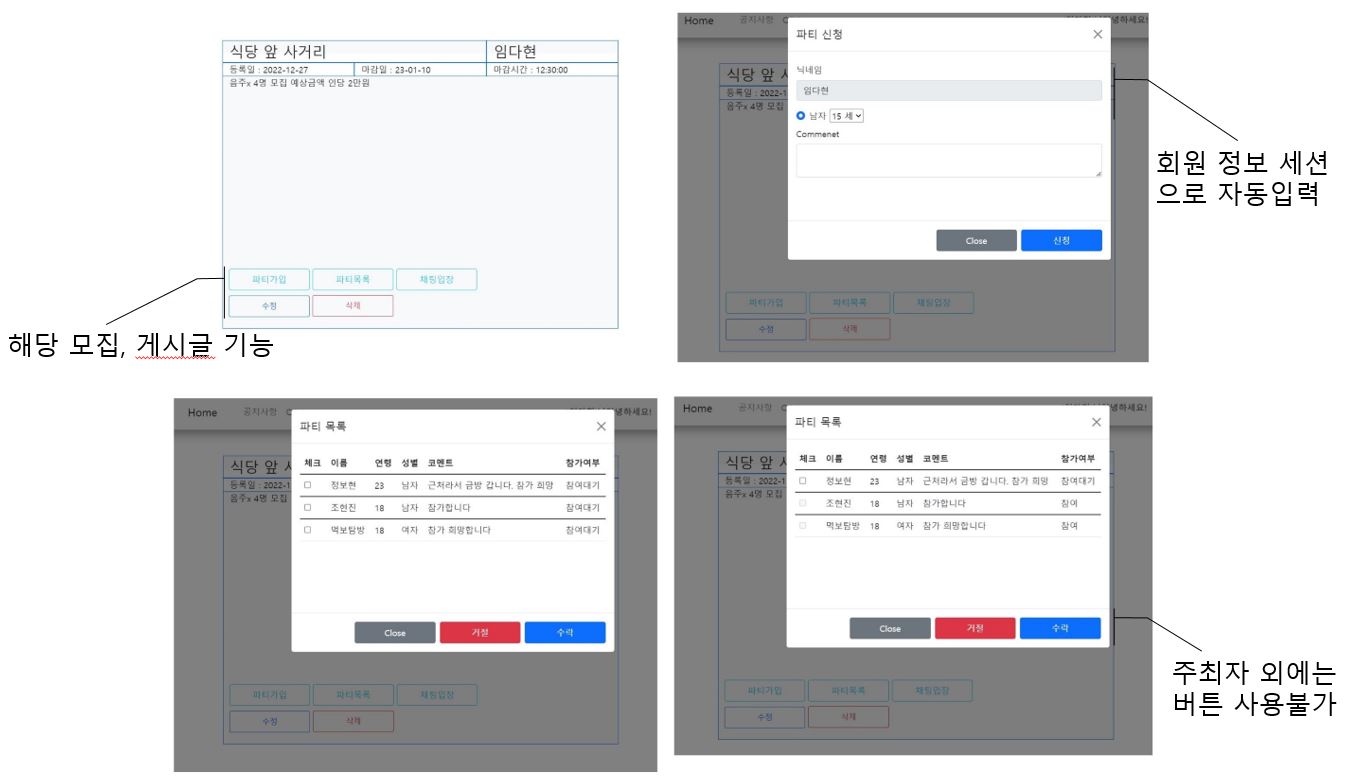 식당 앞 사거리 임다현
등록일 : 2022-12-27 마감일 : 23-01-10 마감시간 : 12:30:00
음주x 4명 모집 예상금액 인당 2만원
파티가입 파티목록 채팅입장
수정 삭제
해당 모집, 게시글 기능
Home 공지사항 녕하세요!
파티 신청
식당 앞
닉네임
임다현
등록일 : 2022-1
음주x 4명 모집
남자 15 세
Commenet
Close 신청
파티가입 파티목록 채팅입장
수정 삭제
회원 정보 세션
으로 자동입력
Home 공지사항 녕하세요!
파티 목록
식당 앞
체크 이름 연령 성별 코멘트 참가여부
등록일 : 2022-1
정보현 23 남자 근처라서 금방 갑니다. 참가 희망 참여대기
음주x 4명 모집
조현진 18 남자 참가합니다 참여대기
먹보탐방 18 여자 참가 희망합니다 참여대기
Close 거절 수락
파티가입 파티목록 채팅입장
수정 삭제
Home 공지사항 녕하세요!
파티 목록
식당 앞
체크 이름 연령 성별 코멘트 참가여부
등록일 : 2022-1
정보현 23 남자 근처라서 금방 갑니다. 참가 희망 참여대기
음주x 4명 모집
조현진 18 남자 참가합니다 참여
먹보탐방 18 여자 참가 희망합니다 참여
Close 거절 수락
파티가입 파티목록 채팅입장
수정 삭제
주최자 외에는
버튼 사용불가